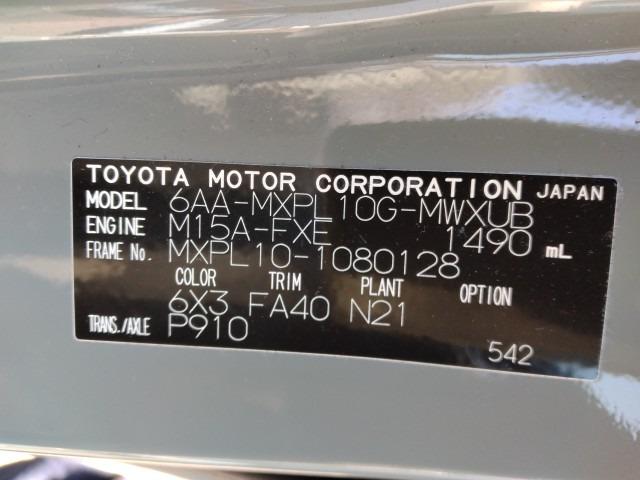 TOYOTA MOTOR CORPORATION JAPAN
MODEL 6AA-MXPL10G-MWXUB
ENGINE M15A-FXE 1490 mL
FRAME No. MXPL10-1080128
COLOR TRIM PLANT OPTION
6X3 FA40 N21
TRANS./AXLE P910
542